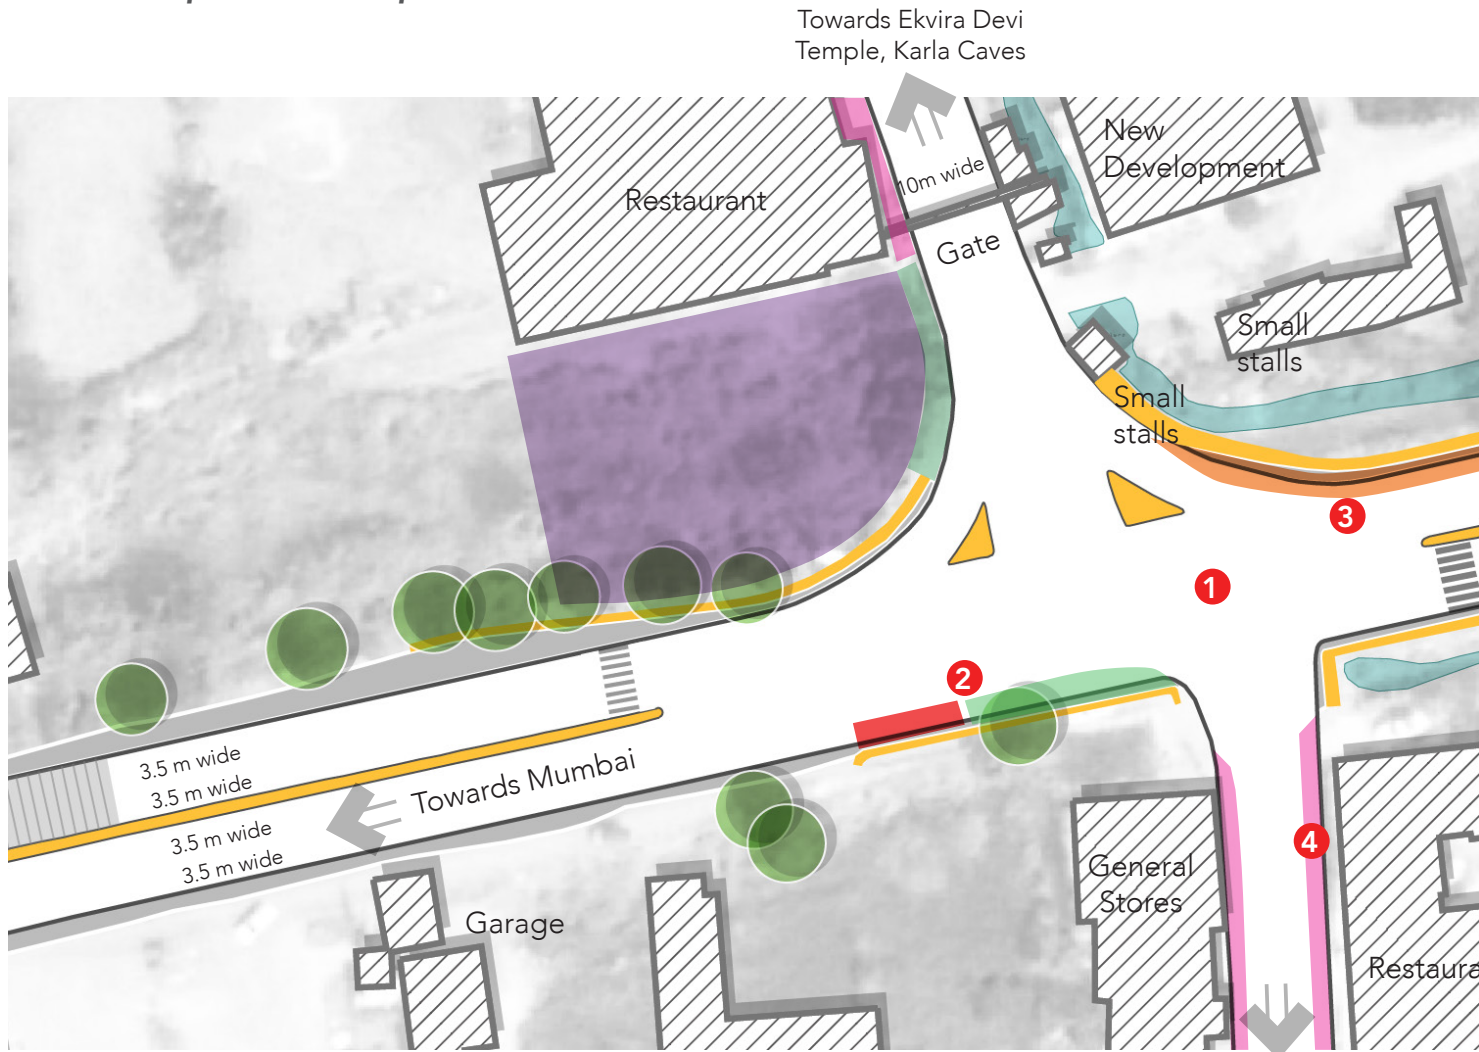 Towards Ekvira Devi
Temple, Karla Caves
New
Development
10m wide
Restaurant
Gate
Small
stalls
Small
stalls
3
1
2
3.5 m wide
3.5 m wide
Towards Mumbai
3.5 m wide
3.5 m wide
4
General
Stores
Garage
Restaura